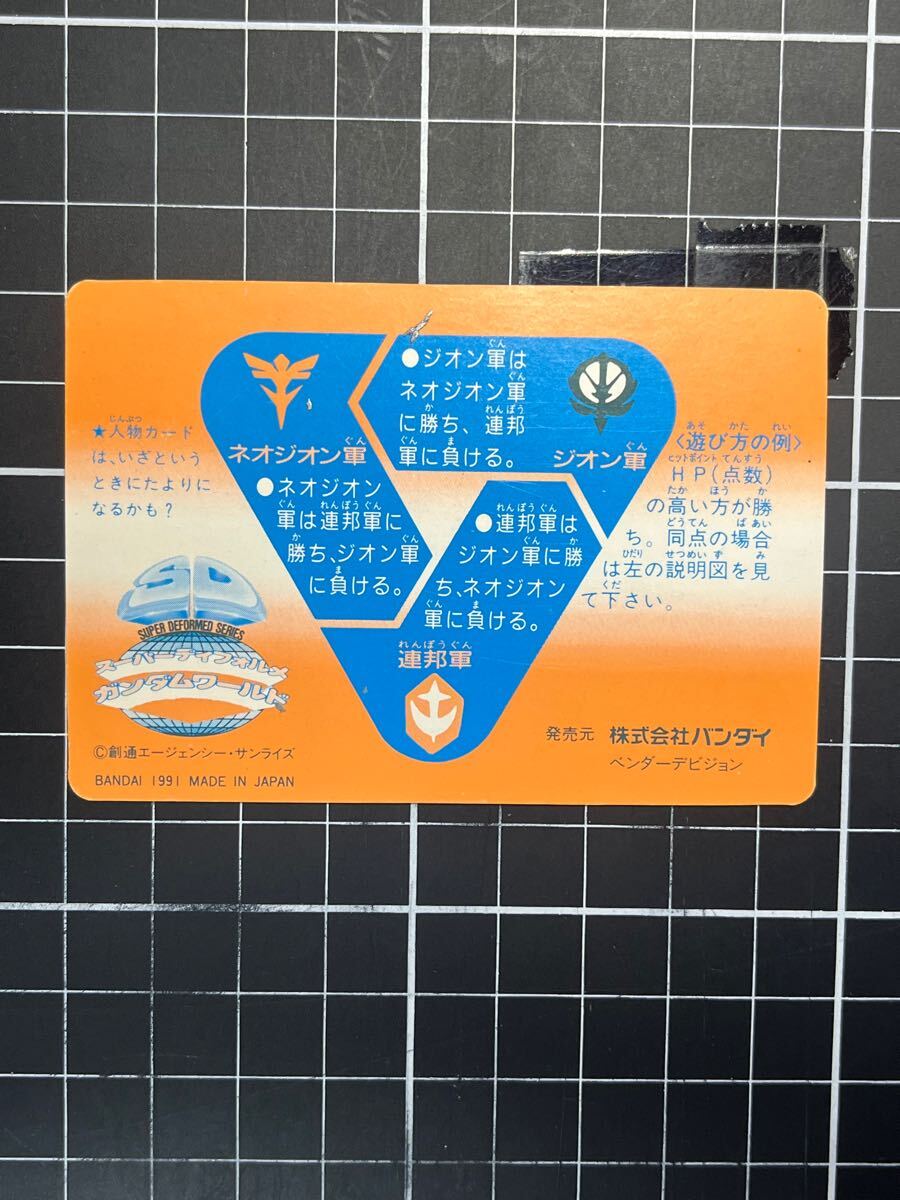 ●ジオン軍は
ネオジオン軍
に勝ち、連邦
軍に負ける。
ネオジオン軍
ジオン軍
●ネオジオン
軍は連邦軍に
勝ち、ジオン軍
に負ける。
●連邦軍は
ジオン軍に勝
ち、ネオジオン
軍に負ける。
連邦軍
★人物カード
は、いざという
ときにたよりに
なるかも?
〈遊び方の例〉
HP(点数)
の高い方が勝
ち。同点の場合
は左の説明図を見
て下さい。
SD
SUPER DEFORMED SERIES
スーパーディフォルメ
ガンダムワールド
©創通エージェンシー・サンライズ
BANDAI 1991 MADE IN JAPAN
発売元 株式会社バンダイ
ベンダーデビジョン